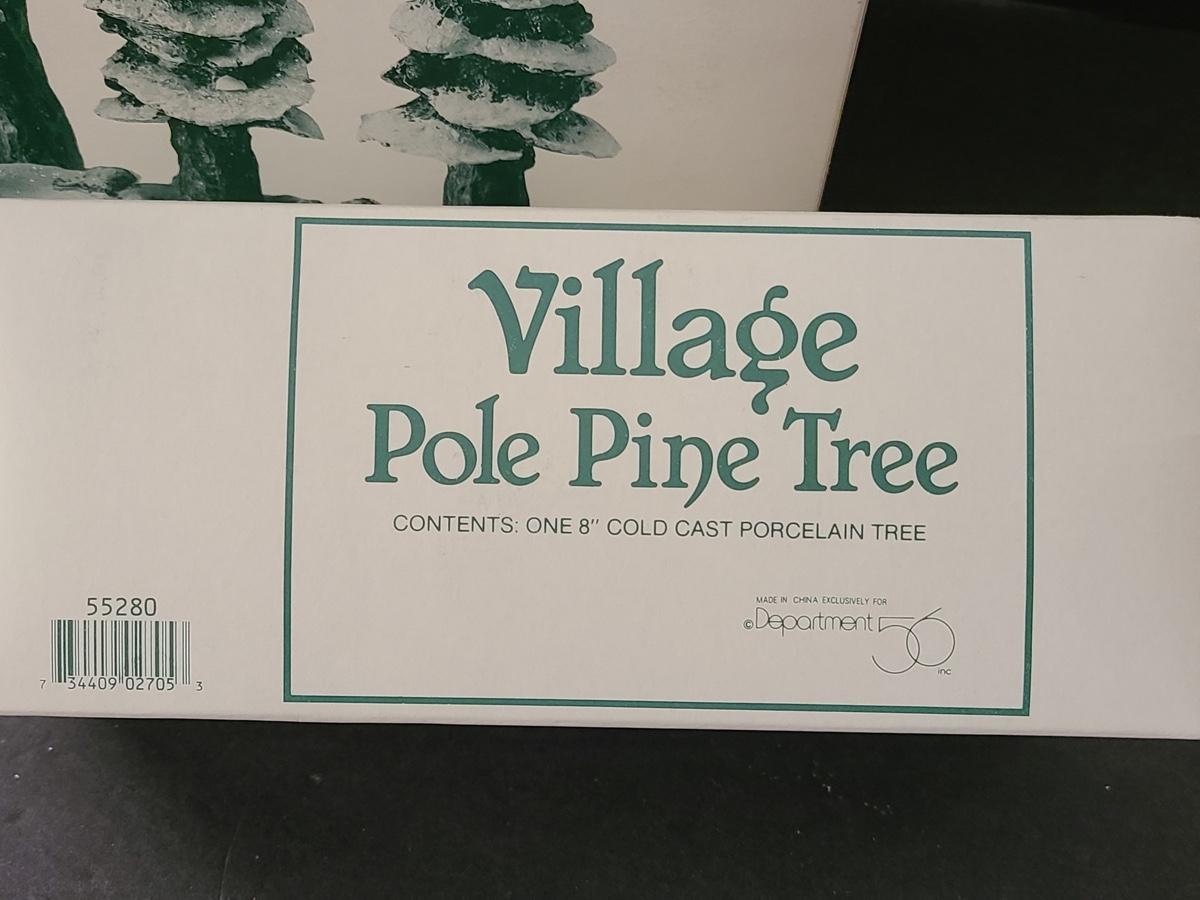 Village
Pole Pine Tree
CONTENTS: ONE 8" COLD CAST PORCELAIN TREE
MADE IN CHINA EXCLUSIVELY FOR
©Department 56
inc
55280
7 34409 02705 3